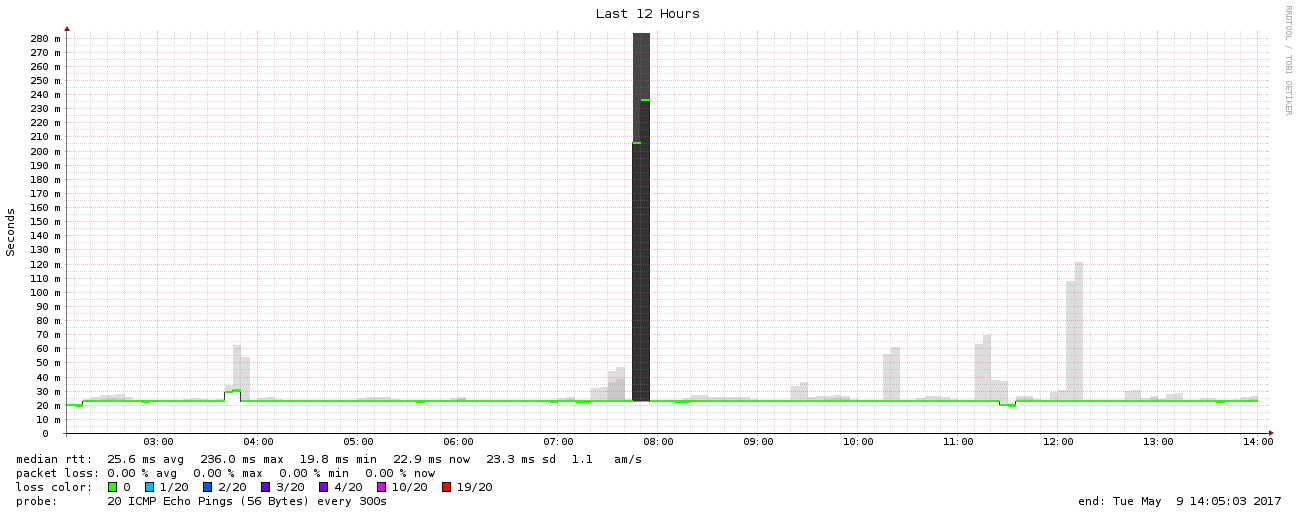 Last 12 Hours
RRDTOOL / TOBI OETIKER
Seconds
280 m
270 m
260 m
250 m
240 m
230 m
220 m
210 m
200 m
190 m
180 m
170 m
160 m
150 m
140 m
130 m
120 m
110 m
100 m
90 m
80 m
70 m
60 m
50 m
40 m
30 m
20 m
10 m
0
03:00 04:00 05:00 06:00 07:00 08:00 09:00 10:00 11:00 12:00 13:00 14:00
median rtt: 25.6 ms avg 236.0 ms max 19.8 ms min 22.9 ms now 23.3 ms sd 1.1 am/s
packet loss: 0.00 % avg 0.00 % max 0.00 % min 0.00 % now
loss color: 0 1/20 2/20 3/20 4/20 10/20 19/20
probe: 20 ICMP Echo Pings (56 Bytes) every 300s end: Tue May 9 14:05:03 2017